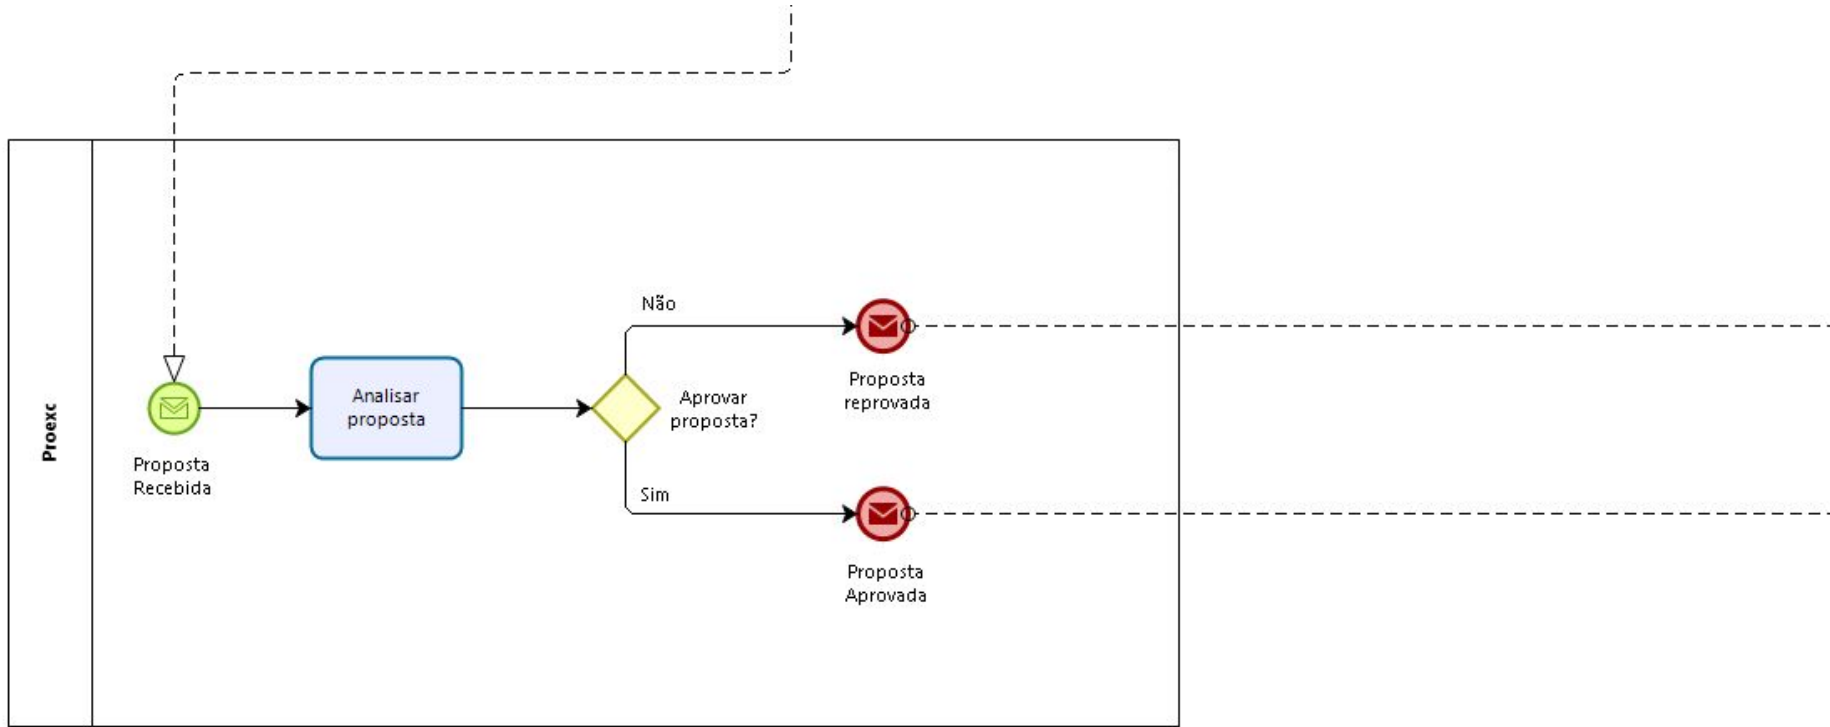 Proexc
Proposta
Recebida
Analisar
proposta
Aprovar
proposta?
Não
Sim
Proposta
reprovada
Proposta
Aprovada